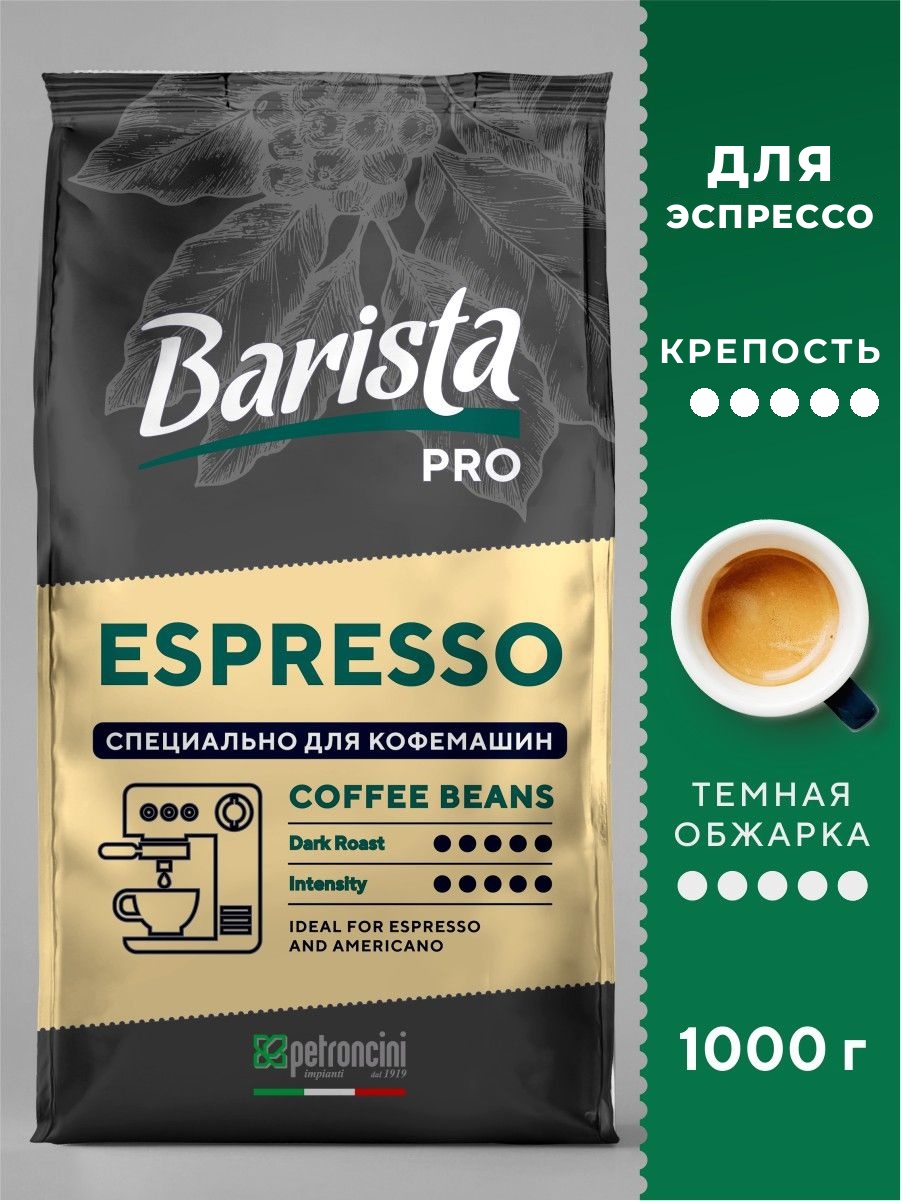 Barista
PRO
ESPRESSO
СПЕЦИАЛЬНО ДЛЯ КОФЕМАШИН
COFFEE BEANS
Dark Roast
Intensity
IDEAL FOR ESPRESSO
AND AMERICANO
petroncini
impianti dal 1919
ДЛЯ
ЭСПРЕССО
КРЕПОСТЬ
ТЕМНАЯ
ОБЖАРКА
1000 г